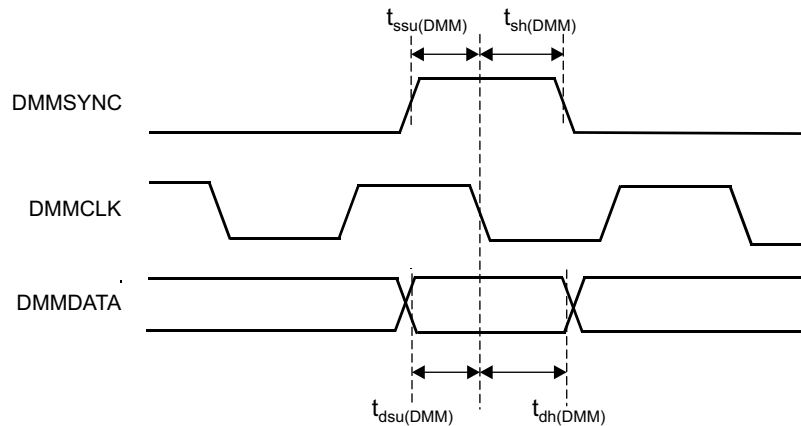 tssu(DMM) tsh(DMM)
DMMSYNC
DMMCLK
DMMDATA
tdsu(DMM) tdh(DMM)